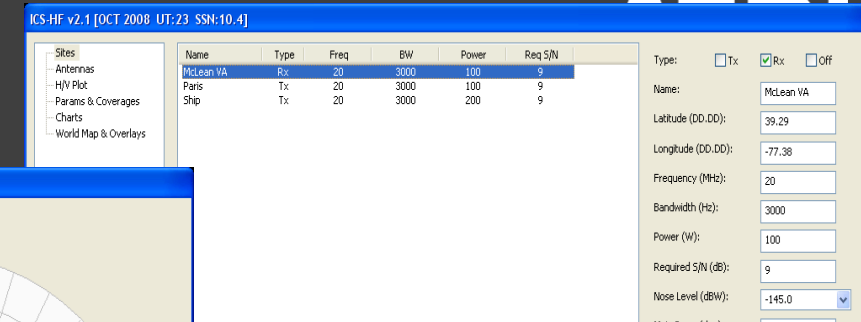 ICS-HF v2.1 [OCT 2008 UT:23 SSN:10.4]
Sites
Antennas
H/V Plot
Params & Coverages
Charts
World Map & Overlays
Name Type Freq BW Power Req S/N
McLean VA Rx 20 3000 100 9
Paris Tx 20 3000 100 9
Ship Tx 20 3000 200 9
Type: Tx Rx Off
Name: McLean VA
Latitude (DD.DD): 39.29
Longitude (DD.DD): -77.38
Frequency (MHz): 20
Bandwidth (Hz): 3000
Power (W): 100
Required S/N (dB): 9
Nose Level (dBW): -145.0